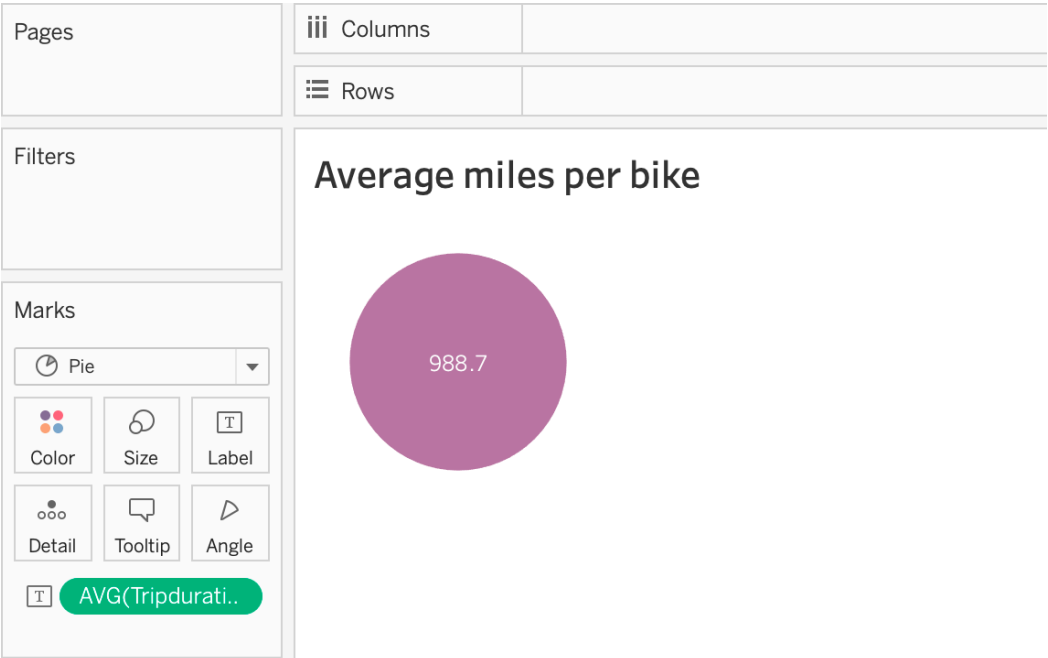 Pages
Columns
Rows
Filters
Average miles per bike
988.7
Marks
Pie
Color
Size
T
Label
Detail
Tooltip
Angle
T
AVG(Tripdurati..